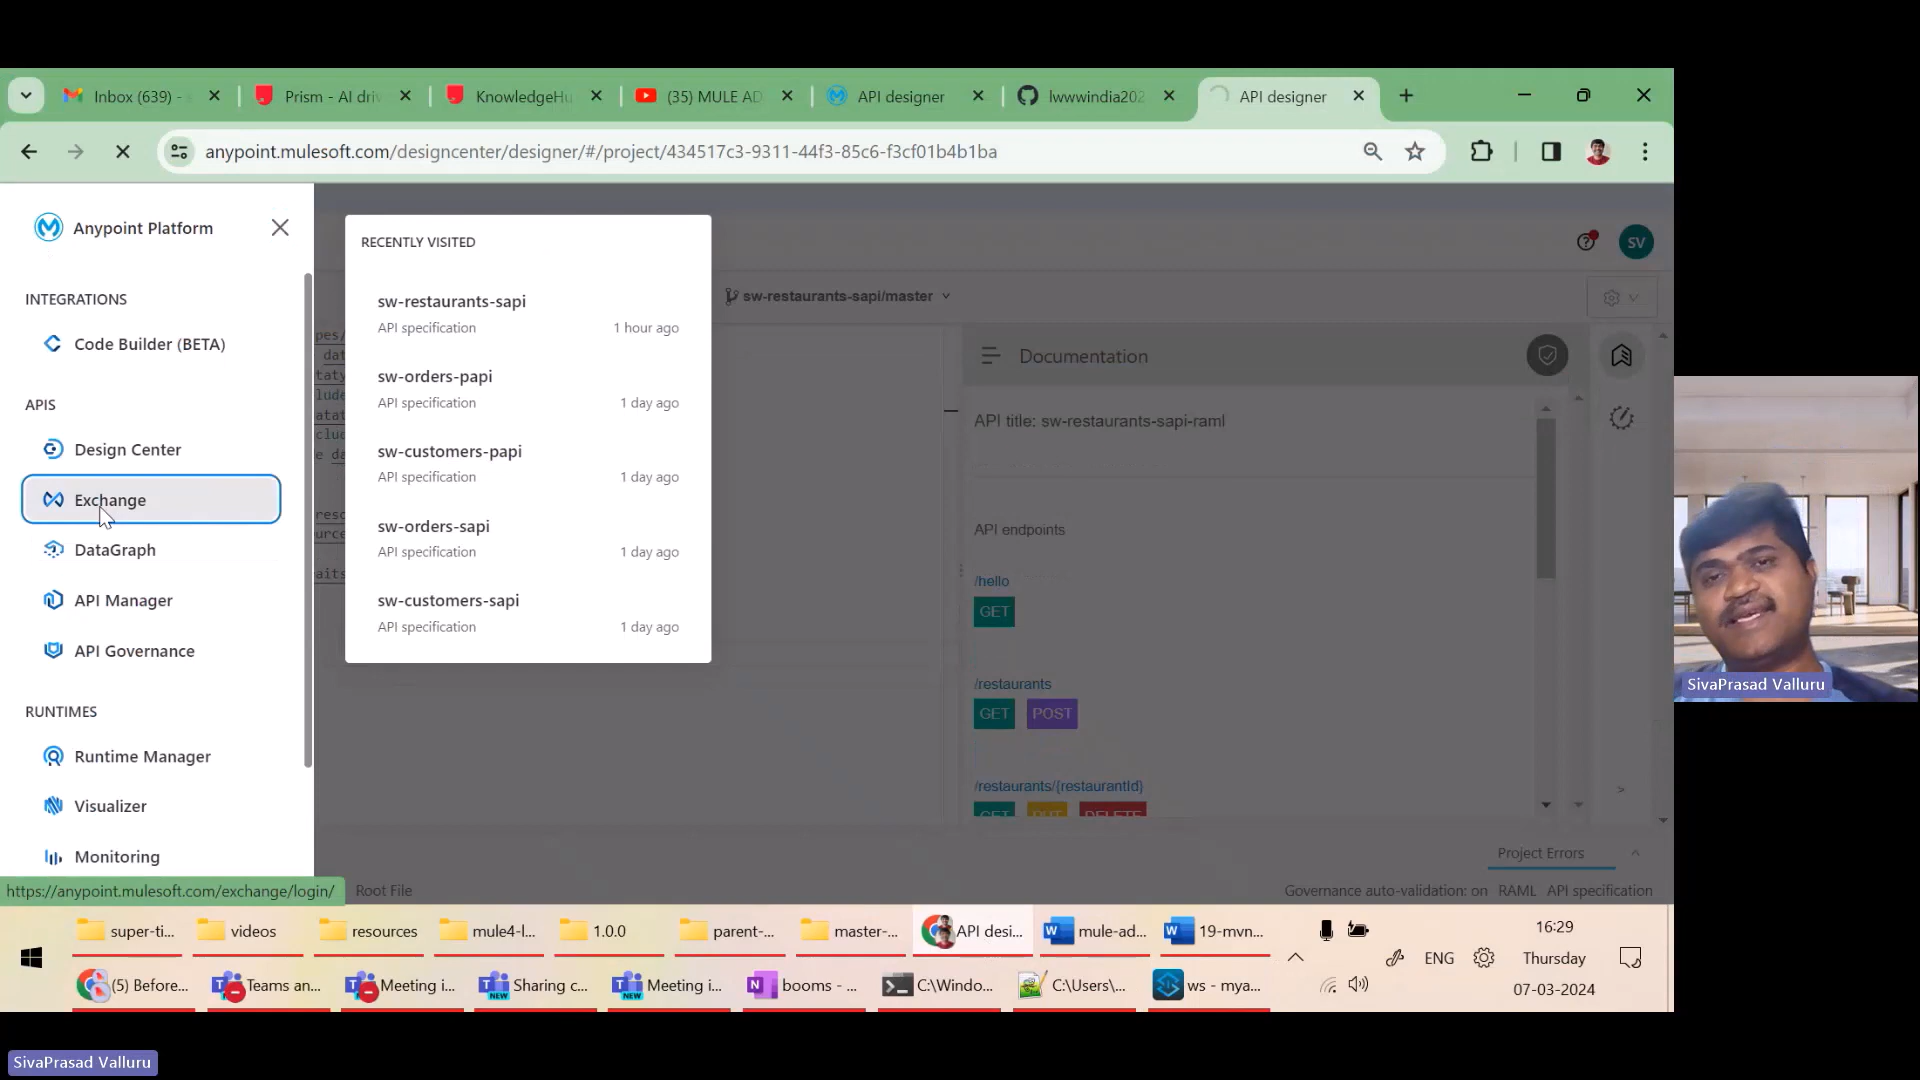 Inbox (639) -
Prism - AI driv
KnowledgeHu
(35) MULE AD
API designer
lwwwindia202
API designer
anypoint.mulesoft.com/designcenter/designer/#/project/434517c3-9311-44f3-85c6-f3cf01b4b1ba
Anypoint Platform
INTEGRATIONS
Code Builder (BETA)
APIS
Design Center
Exchange
DataGraph
API Manager
API Governance
RUNTIMES
Runtime Manager
Visualizer
Monitoring
https://anypoint.mulesoft.com/exchange/login/
RECENTLY VISITED
sw-restaurants-sapi
API specification 1 hour ago
sw-orders-papi
API specification 1 day ago
sw-customers-papi
API specification 1 day ago
sw-orders-sapi
API specification 1 day ago
sw-customers-sapi
API specification 1 day ago
SV
sw-restaurants-sapi/master
Documentation
API title: sw-restaurants-sapi-raml
API endpoints
/hello
GET
/restaurants
GET POST
/restaurants/{restaurantId}
GET PUT DELETE
Project Errors
Root File
Governance auto-validation: on RAML API specification
super-ti...
videos
resources
mule4-l...
1.0.0
parent-...
master-...
API desi...
mule-ad...
19-mvn...
(5) Before...
Teams an...
Meeting i...
Sharing c...
Meeting i...
booms - ...
C:\Windo...
C:\Users\...
ws - mya...
ENG
16:29
Thursday
07-03-2024
SivaPrasad Valluru
SivaPrasad Valluru